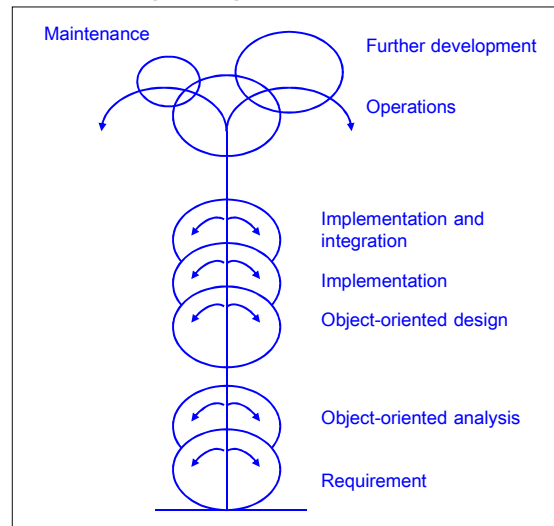 Maintenance
Further development
Operations
Implementation and
integration
Implementation
Object-oriented design
Object-oriented analysis
Requirement